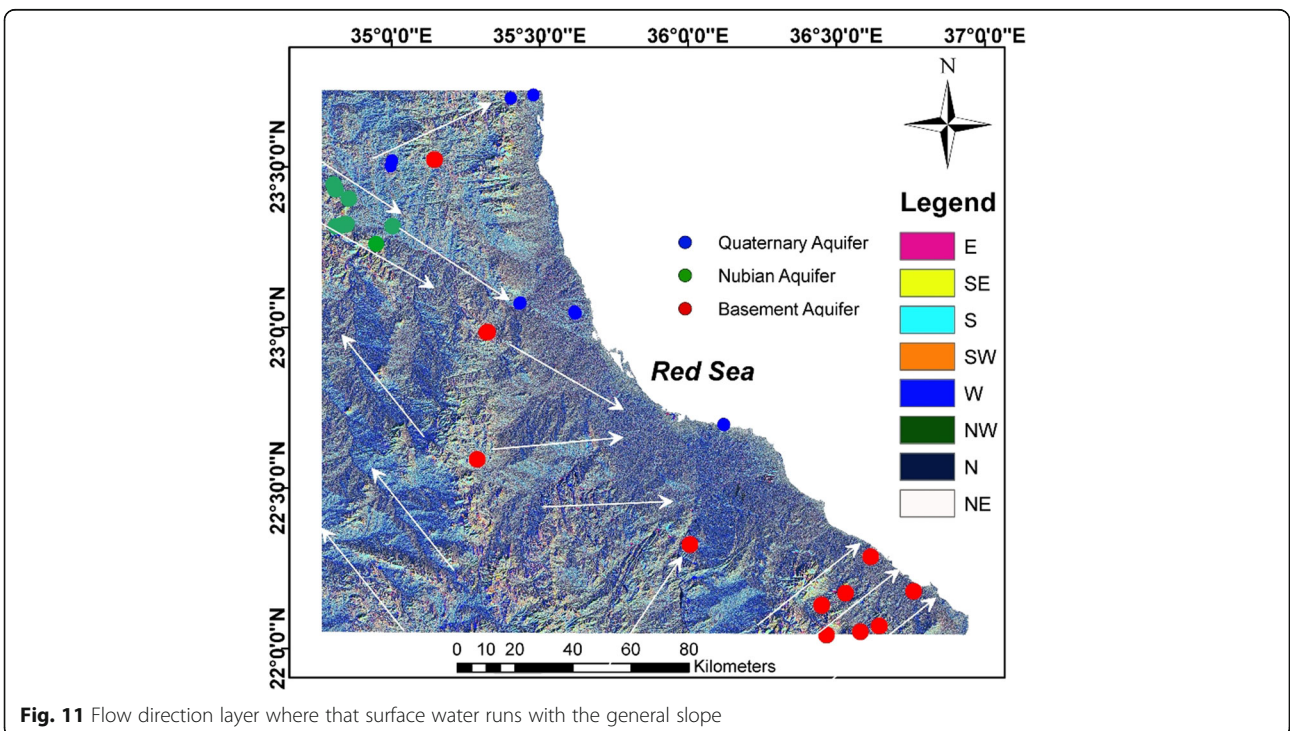 35°0'0"E 35°30'0"E 36°0'0"E 36°30'0"E 37°0'0"E
N
23°30'0"N
23°0'0"N
22°30'0"N
22°0'0"N
Quaternary Aquifer
Nubian Aquifer
Basement Aquifer
Red Sea
Legend
E
SE
S
SW
W
NW
N
NE
0 10 20 40 60 80
Kilometers
Fig. 11 Flow direction layer where that surface water runs with the general slope